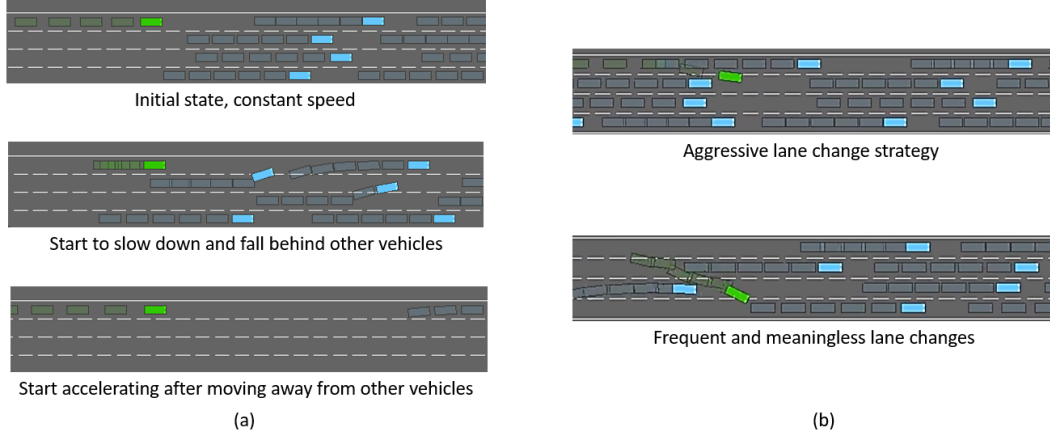 Initial state, constant speed
Start to slow down and fall behind other vehicles
Start accelerating after moving away from other vehicles
(a)
Aggressive lane change strategy
Frequent and meaningless lane changes
(b)